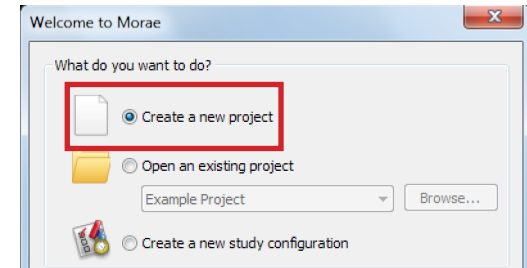 Welcome to Morae
What do you want to do?
Create a new project
Open an existing project
Example Project
Browse...
Create a new study configuration